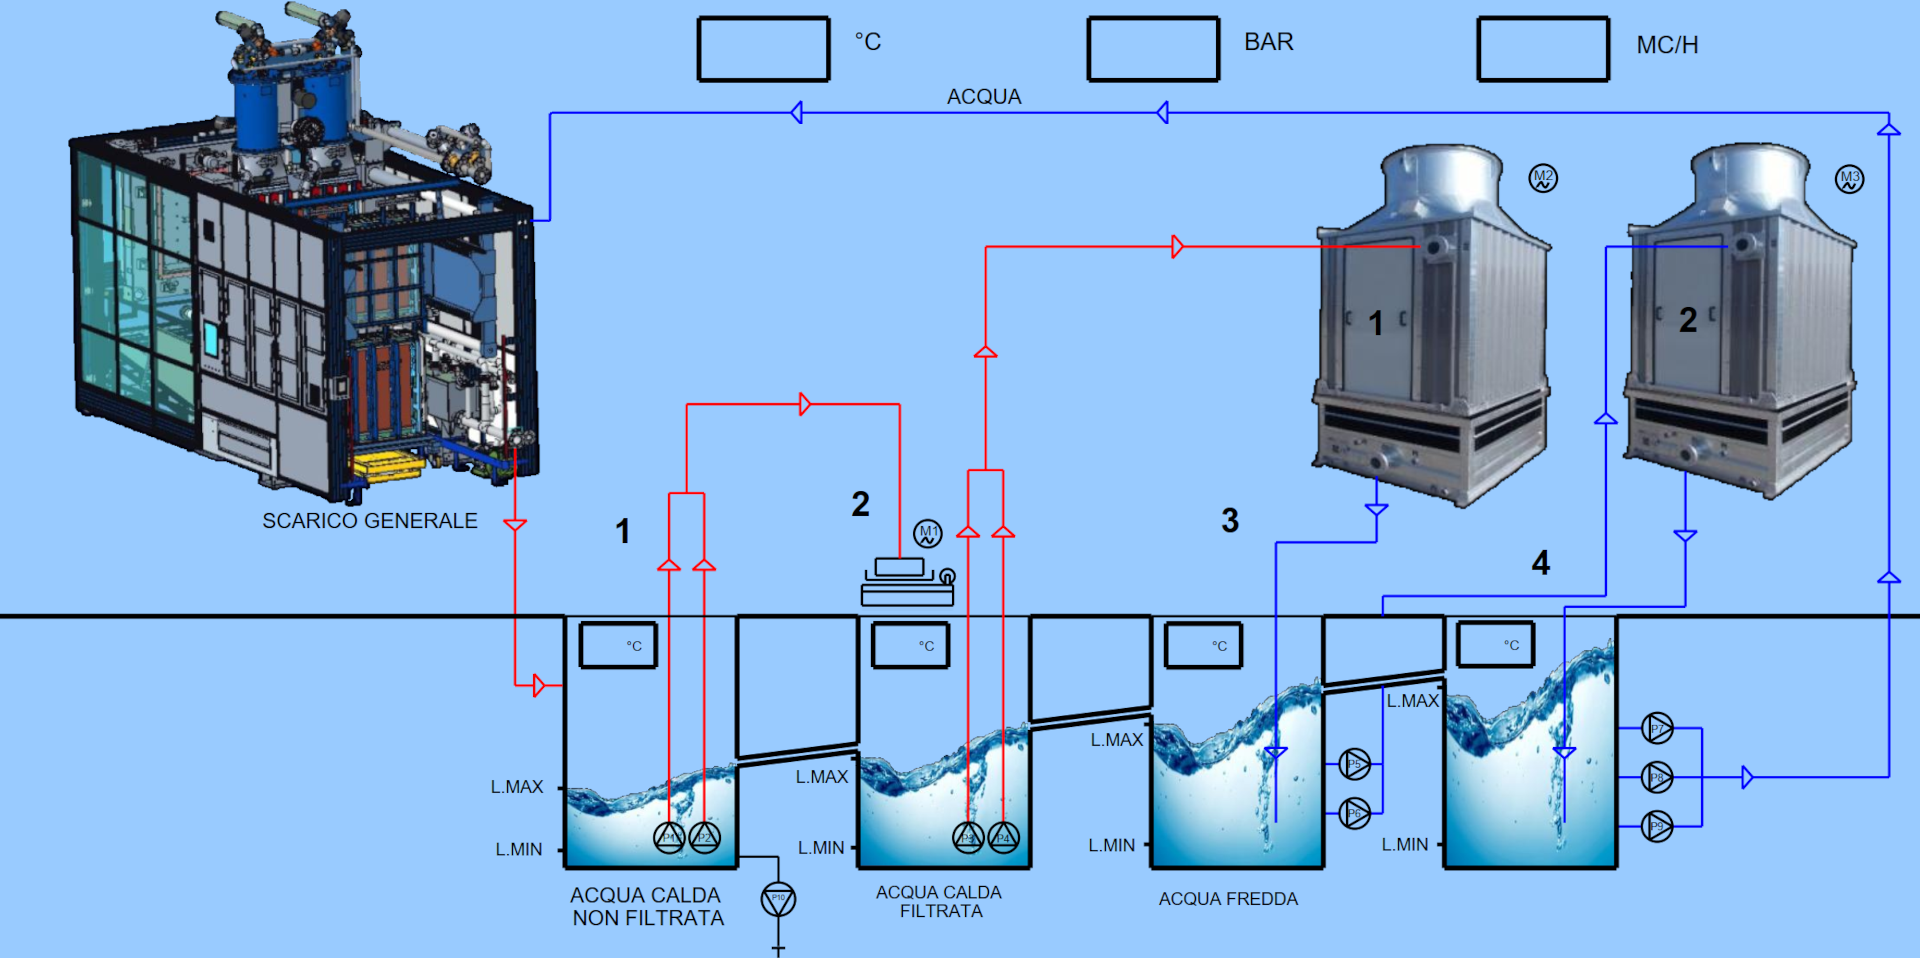 °C
BAR
MC/H
ACQUA
M2
M3
1
2
SCARICO GENERALE
1
2
M1
3
4
°C
°C
°C
°C
L.MAX
L.MAX
L.MAX
L.MAX
L.MIN
L.MIN
L.MIN
L.MIN
P1
P2
P3
P4
P5
P6
P7
P8
P9
P10
ACQUA CALDA
NON FILTRATA
ACQUA CALDA
FILTRATA
ACQUA FREDDA